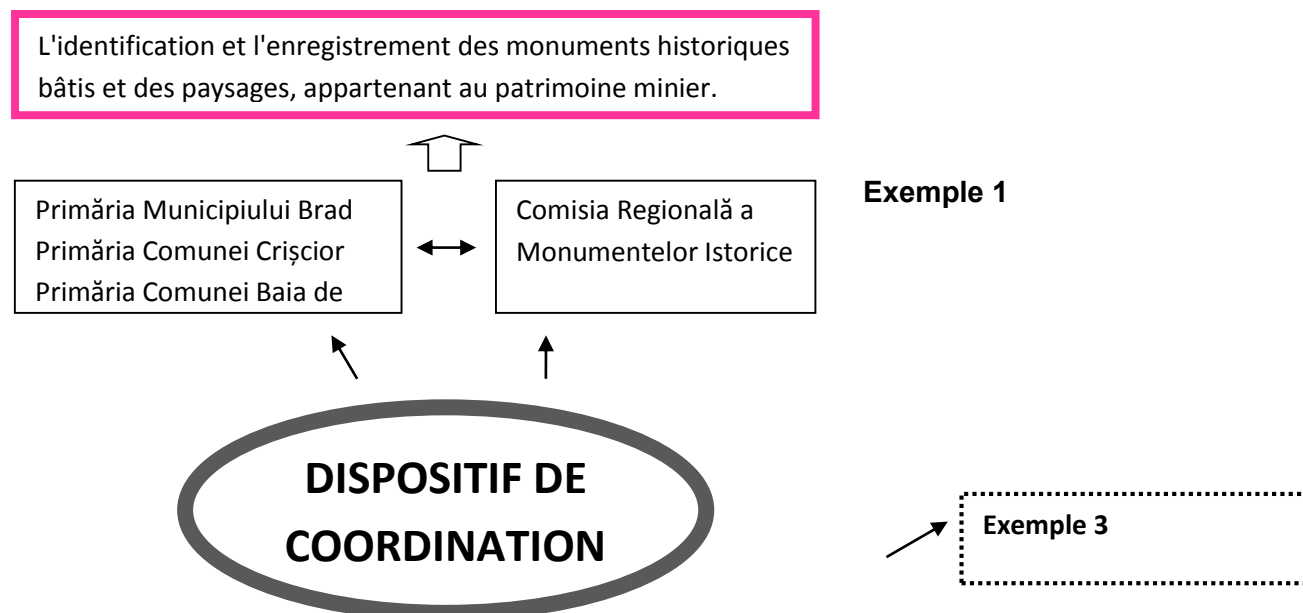 L'identification et l'enregistrement des monuments historiques
bâtis et des paysages, appartenant au patrimoine minier.
Exemple 1
Primăria Municipiului Brad
Primăria Comunei Crișcior
Primăria Comunei Baia de
Comisia Regională a
Monumentelor Istorice
DISPOSITIF DE
COORDINATION
Exemple 3